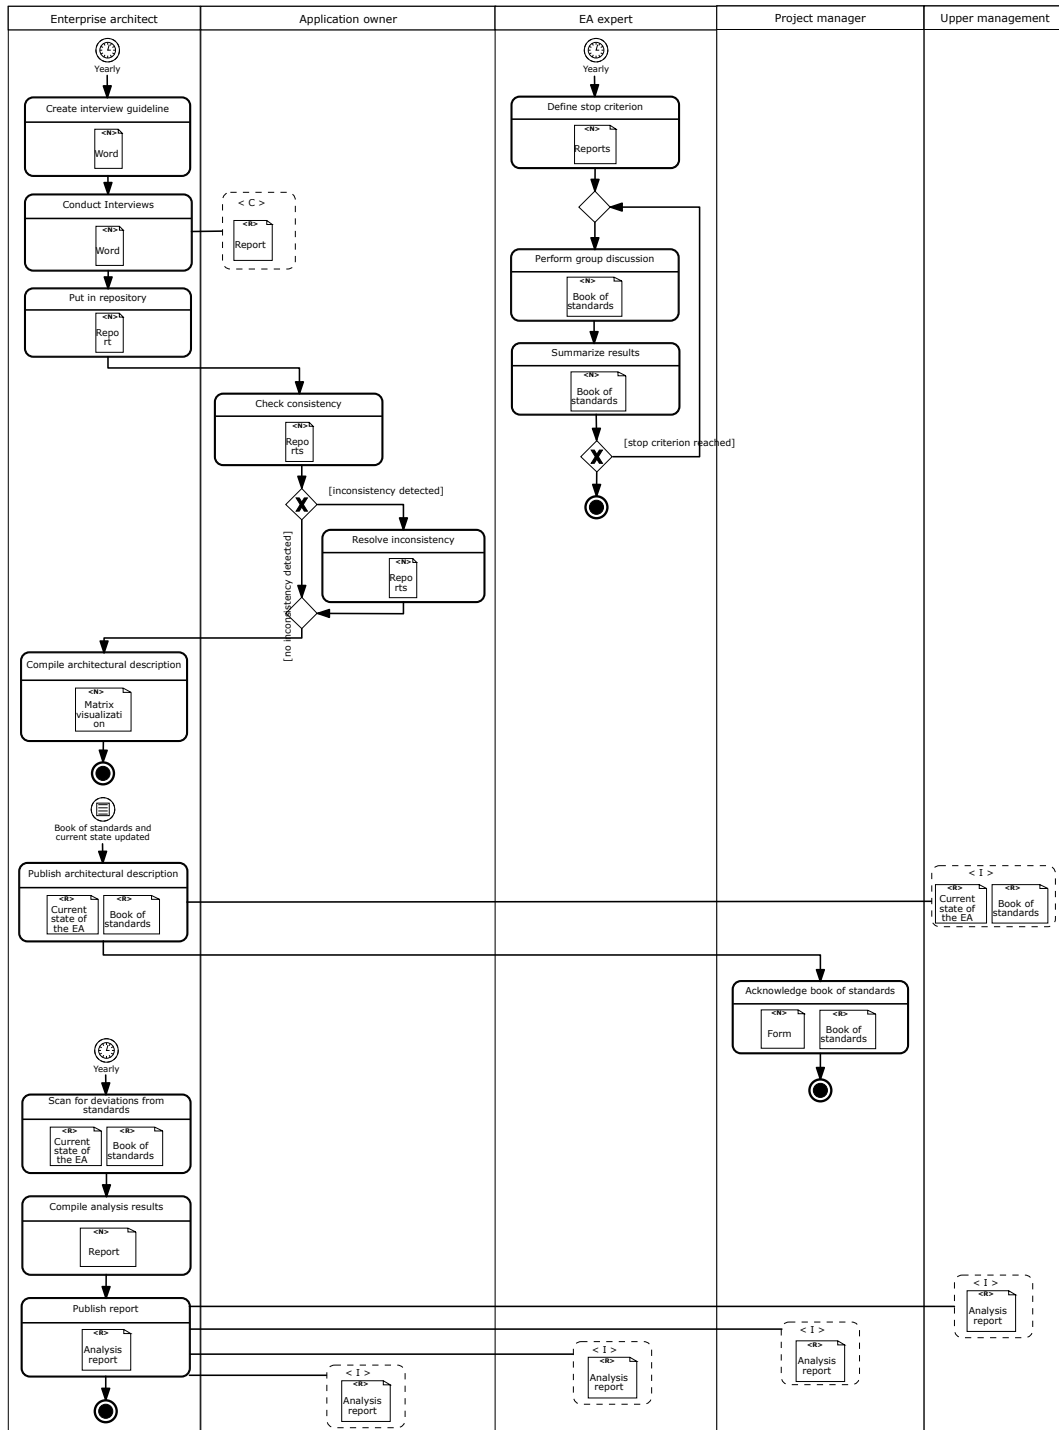 Enterprise architect
Application owner
EA expert
Project manager
Upper management
Yearly
Create interview guideline
<N>
Word
Conduct Interviews
<N>
Word
< C >
<R>
Report
Put in repository
<N>
Repo
rt
Check consistency
<N>
Repo
rts
[inconsistency detected]
[no inconsistency detected]
Resolve inconsistency
<N>
Repo
rts
Compile architectural description
<N>
Matrix
visualizati
on
Yearly
Define stop criterion
<N>
Reports
Perform group discussion
<N>
Book of
standards
Summarize results
<N>
Book of
standards
[stop criterion reached]
Book of standards and
current state updated
Publish architectural description
<R>
Current
state of
the EA
<R>
Book of
standards
< I >
<R>
Current
state of
the EA
<R>
Book of
standards
Acknowledge book of standards
<N>
Form
<R>
Book of
standards
Yearly
Scan for deviations from
standards
<R>
Current
state of
the EA
<R>
Book of
standards
Compile analysis results
<N>
Report
Publish report
<R>
Analysis
report
< I >
<R>
Analysis
report
< I >
<R>
Analysis
report
< I >
<R>
Analysis
report
< I >
<R>
Analysis
report